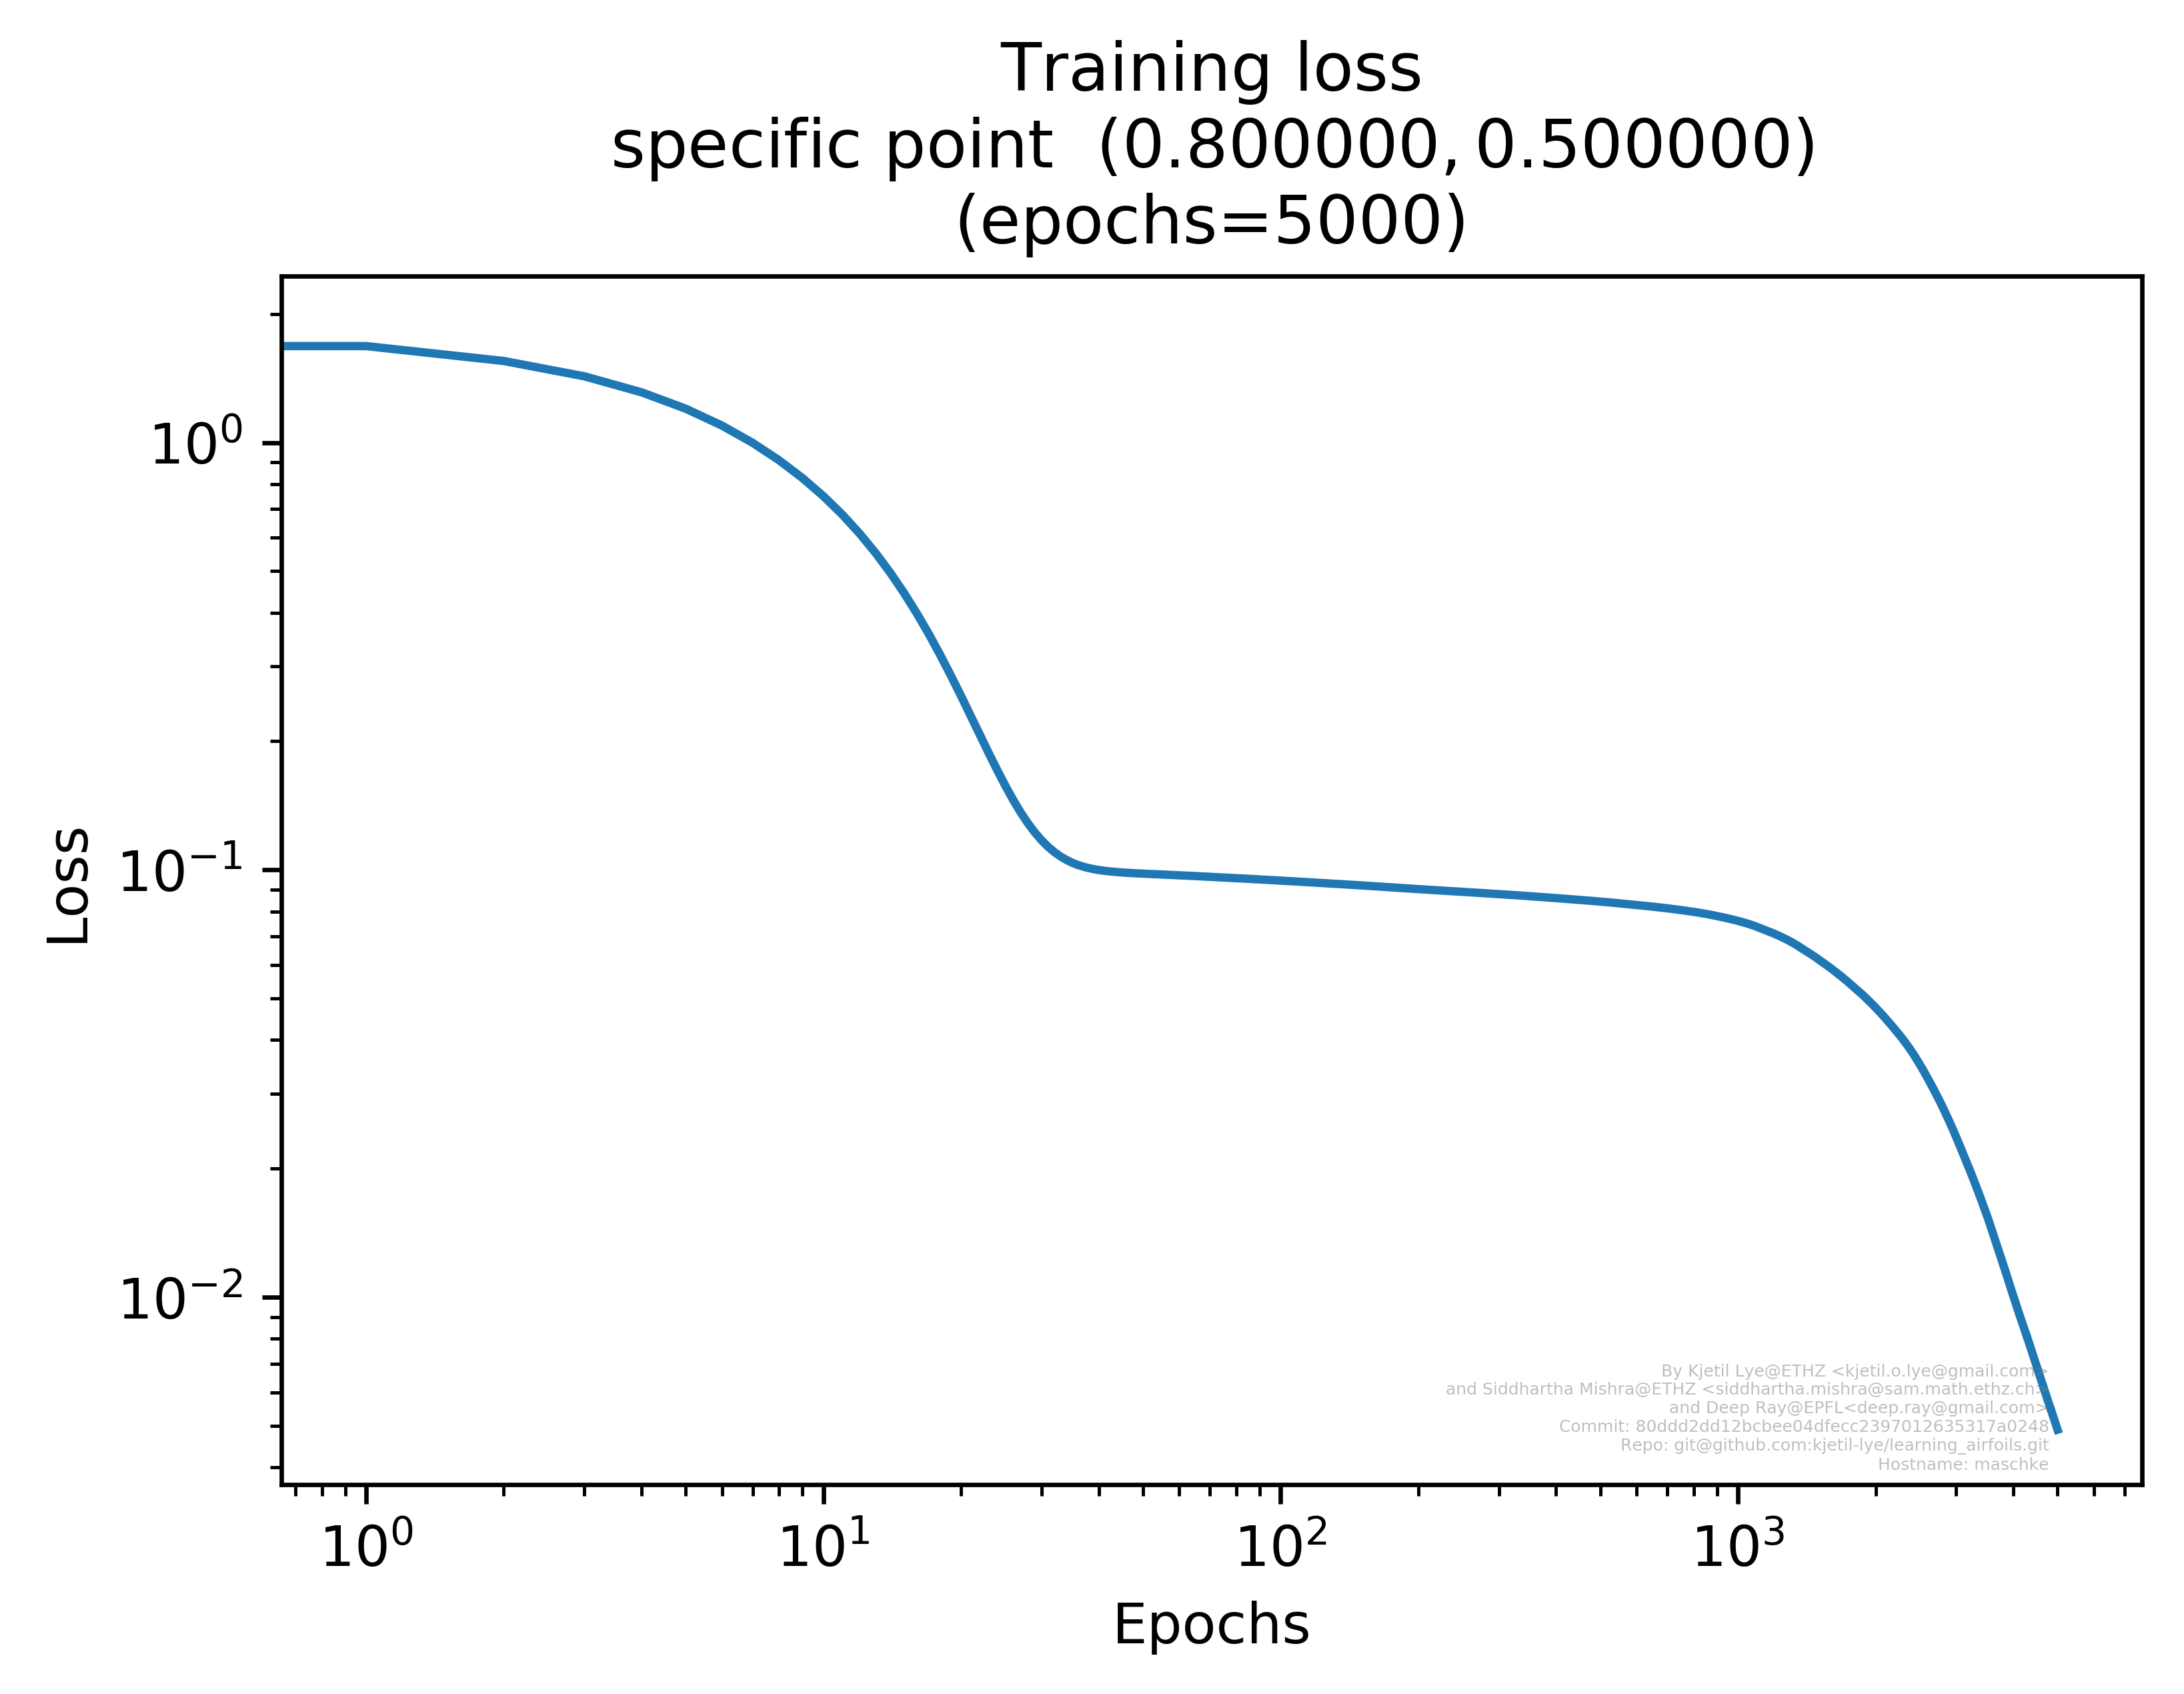 Training loss
specific point (0.800000, 0.500000)
(epochs=5000)
10⁰
10⁻¹
10⁻²
Loss
10⁰ 10¹ 10² 10³
Epochs
By Kjetil Lye@ETHZ <kjetil.o.lye@gmail.com>
and Siddhartha Mishra@ETHZ <siddhartha.mishra@sam.math.ethz.ch>
and Deep Ray@EPFL<deep.ray@gmail.com>
Commit: 80ddd2dd12bcbee04dfecc2397012635317a0248
Repo: git@github.com:kjetil-lye/learning_airfoils.git
Hostname: maschke